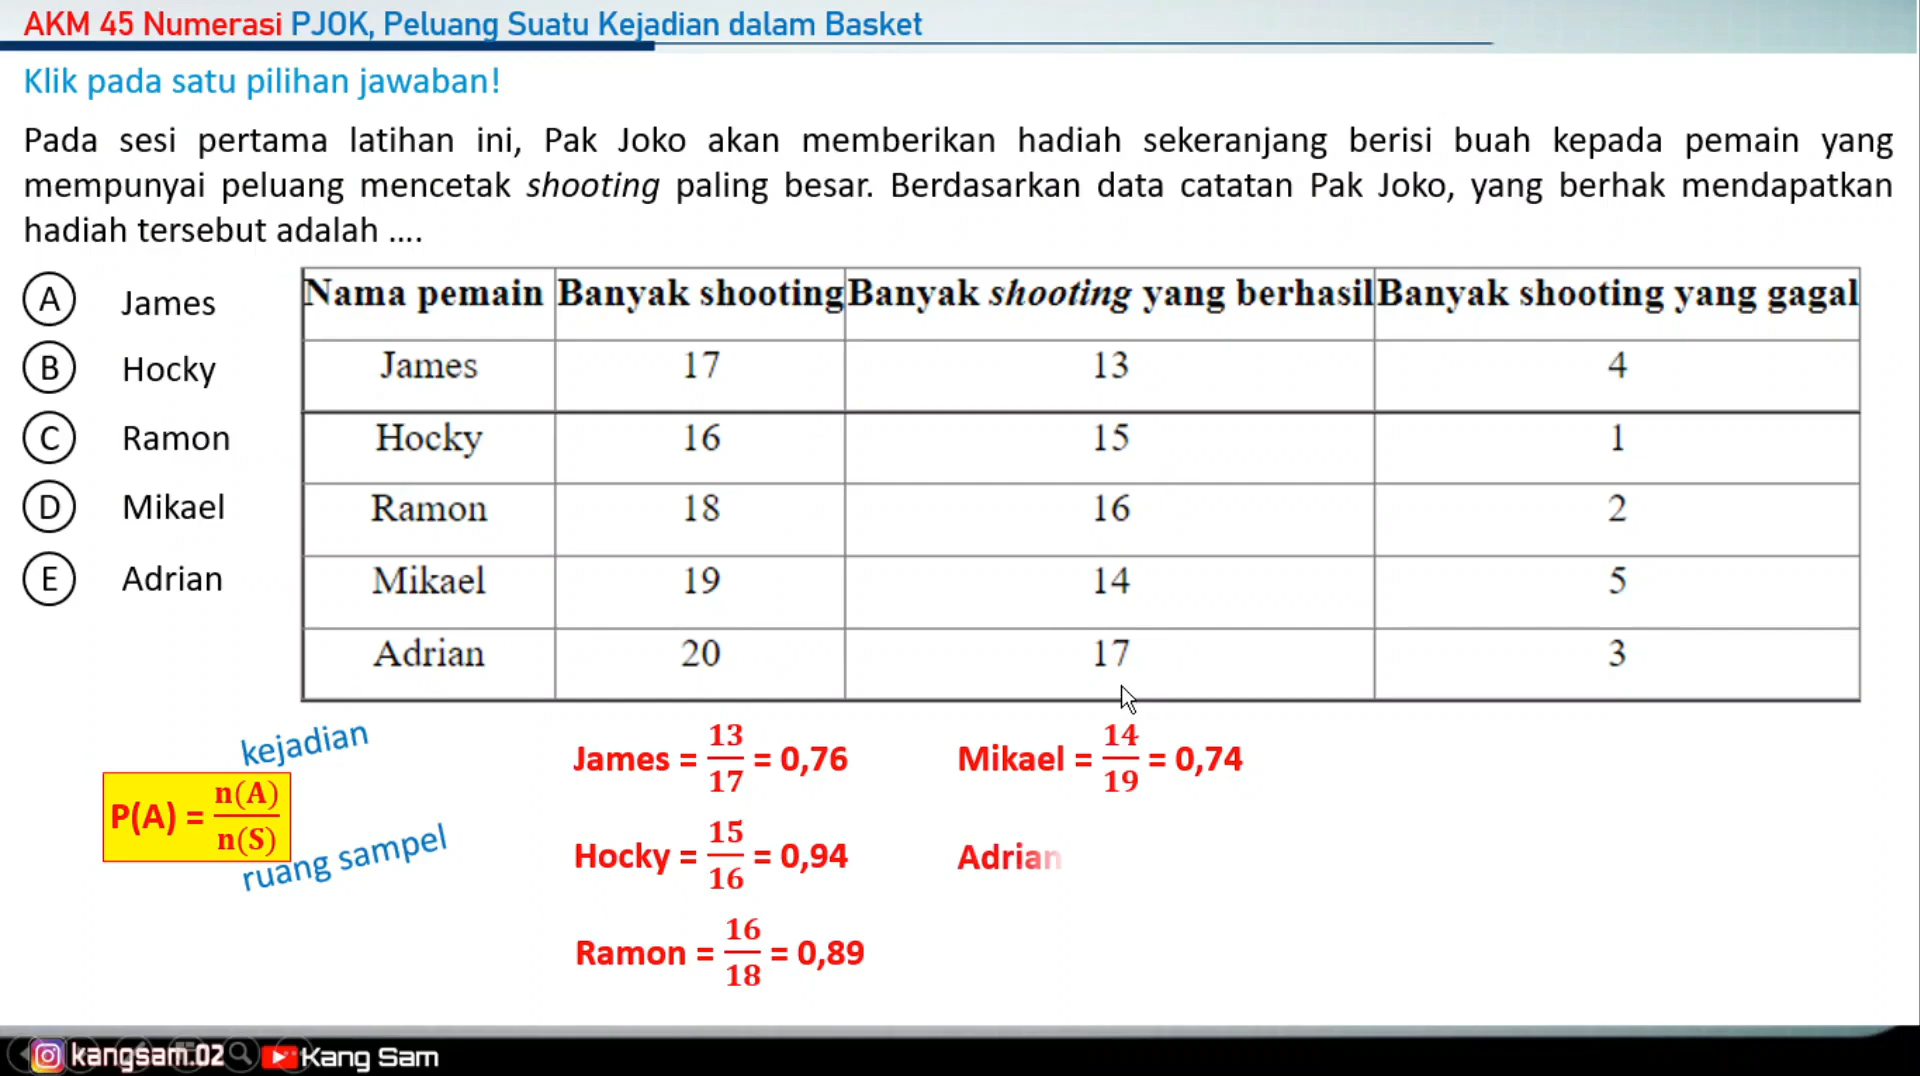 AKM 45 Numerasi PJOK, Peluang Suatu Kejadian dalam Basket
Klik pada satu pilihan jawaban!
Pada sesi pertama latihan ini, Pak Joko akan memberikan hadiah sekeranjang berisi buah kepada pemain yang
mempunyai peluang mencetak shooting paling besar. Berdasarkan data catatan Pak Joko, yang berhak mendapatkan
hadiah tersebut adalah ....
A James
B Hocky
C Ramon
D Mikael
E Adrian
Nama pemain Banyak shooting Banyak shooting yang berhasil Banyak shooting yang gagal
James 17 13 4
Hocky 16 15 1
Ramon 18 16 2
Mikael 19 14 5
Adrian 20 17 3
kejadian
P(A) = n(A)/n(S)
ruang sampel
James = 13/17 = 0,76
Hocky = 15/16 = 0,94
Ramon = 16/18 = 0,89
Mikael = 14/19 = 0,74
Adrian
kangsam.02 Kang Sam